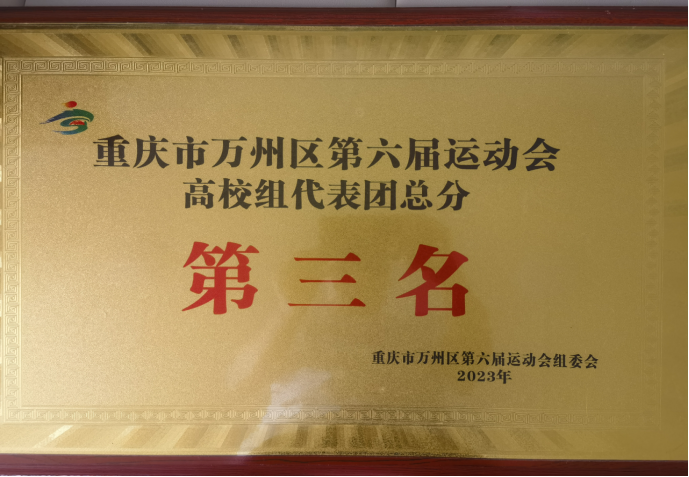 重庆市万州区第六届运动会
高校组代表团总分
第三名
重庆市万州区第六届运动会组委会
2023年